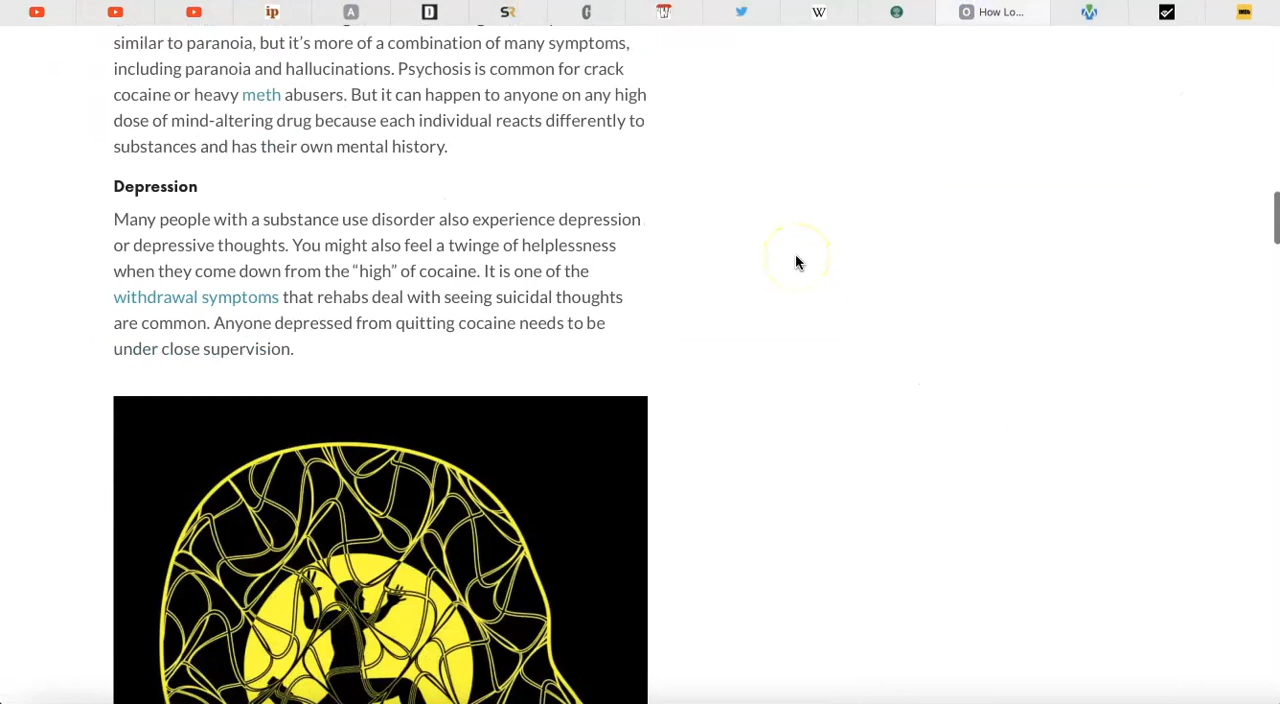 ip
A
D
SR
W
How Lo...
similar to paranoia, but it’s more of a combination of many symptoms,
including paranoia and hallucinations. Psychosis is common for crack
cocaine or heavy meth abusers. But it can happen to anyone on any high
dose of mind-altering drug because each individual reacts differently to
substances and has their own mental history.
Depression
Many people with a substance use disorder also experience depression
or depressive thoughts. You might also feel a twinge of helplessness
when they come down from the “high” of cocaine. It is one of the
withdrawal symptoms that rehabs deal with seeing suicidal thoughts
are common. Anyone depressed from quitting cocaine needs to be
under close supervision.